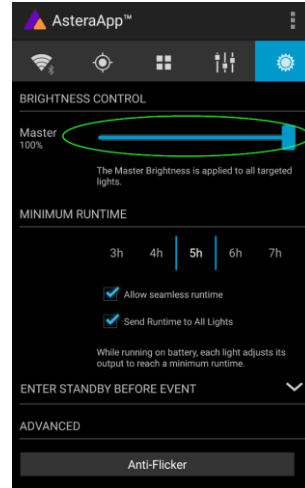 AsteraApp™
BRIGHTNESS CONTROL
Master
100%
The Master Brightness is applied to all targeted
lights.
MINIMUM RUNTIME
3h 4h 5h 6h 7h
Allow seamless runtime
Send Runtime to All Lights
While running on battery, each light adjusts its
output to reach a minimum runtime.
ENTER STANDBY BEFORE EVENT
ADVANCED
Anti-Flicker